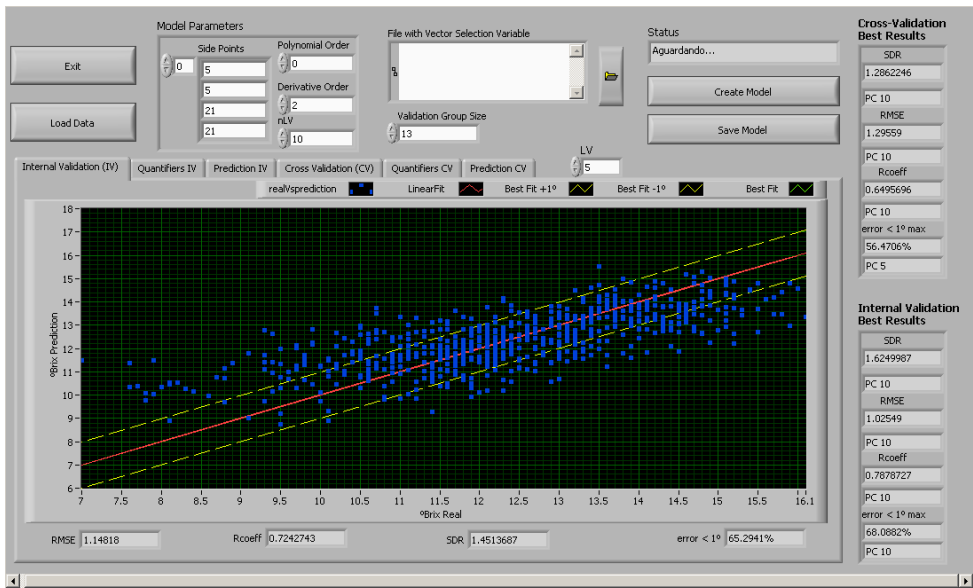 Exit
Load Data
Model Parameters
Side Points
0
5
5
21
21
Polynomial Order
0
Derivative Order
2
nLV
10
File with Vector Selection Variable
Validation Group Size
13
Status
Aguardando...
Create Model
Save Model
LV
5
Internal Validation (IV)
Quantifiers IV
Prediction IV
Cross Validation (CV)
Quantifiers CV
Prediction CV
realVsprediction
LinearFit
Best Fit +1º
Best Fit -1º
Best Fit
ºBrix Prediction
18
17
16
15
14
13
12
11
10
9
8
7
6
7 7.5 8 8.5 9 9.5 10 10.5 11 11.5 12 12.5 13 13.5 14 14.5 15 15.5 16.1
ºBrix Real
RMSE 1.14818
Rcoeff 0.7242743
SDR 1.4513687
error < 1º 65.2941%
Cross-Validation
Best Results
SDR
1.2862246
PC 10
RMSE
1.29559
PC 10
Rcoeff
0.6495696
PC 10
error < 1º max
56.4706%
PC 5
Internal Validation
Best Results
SDR
1.6249987
PC 10
RMSE
1.02549
PC 10
Rcoeff
0.7878727
PC 10
error < 1º max
68.0882%
PC 10